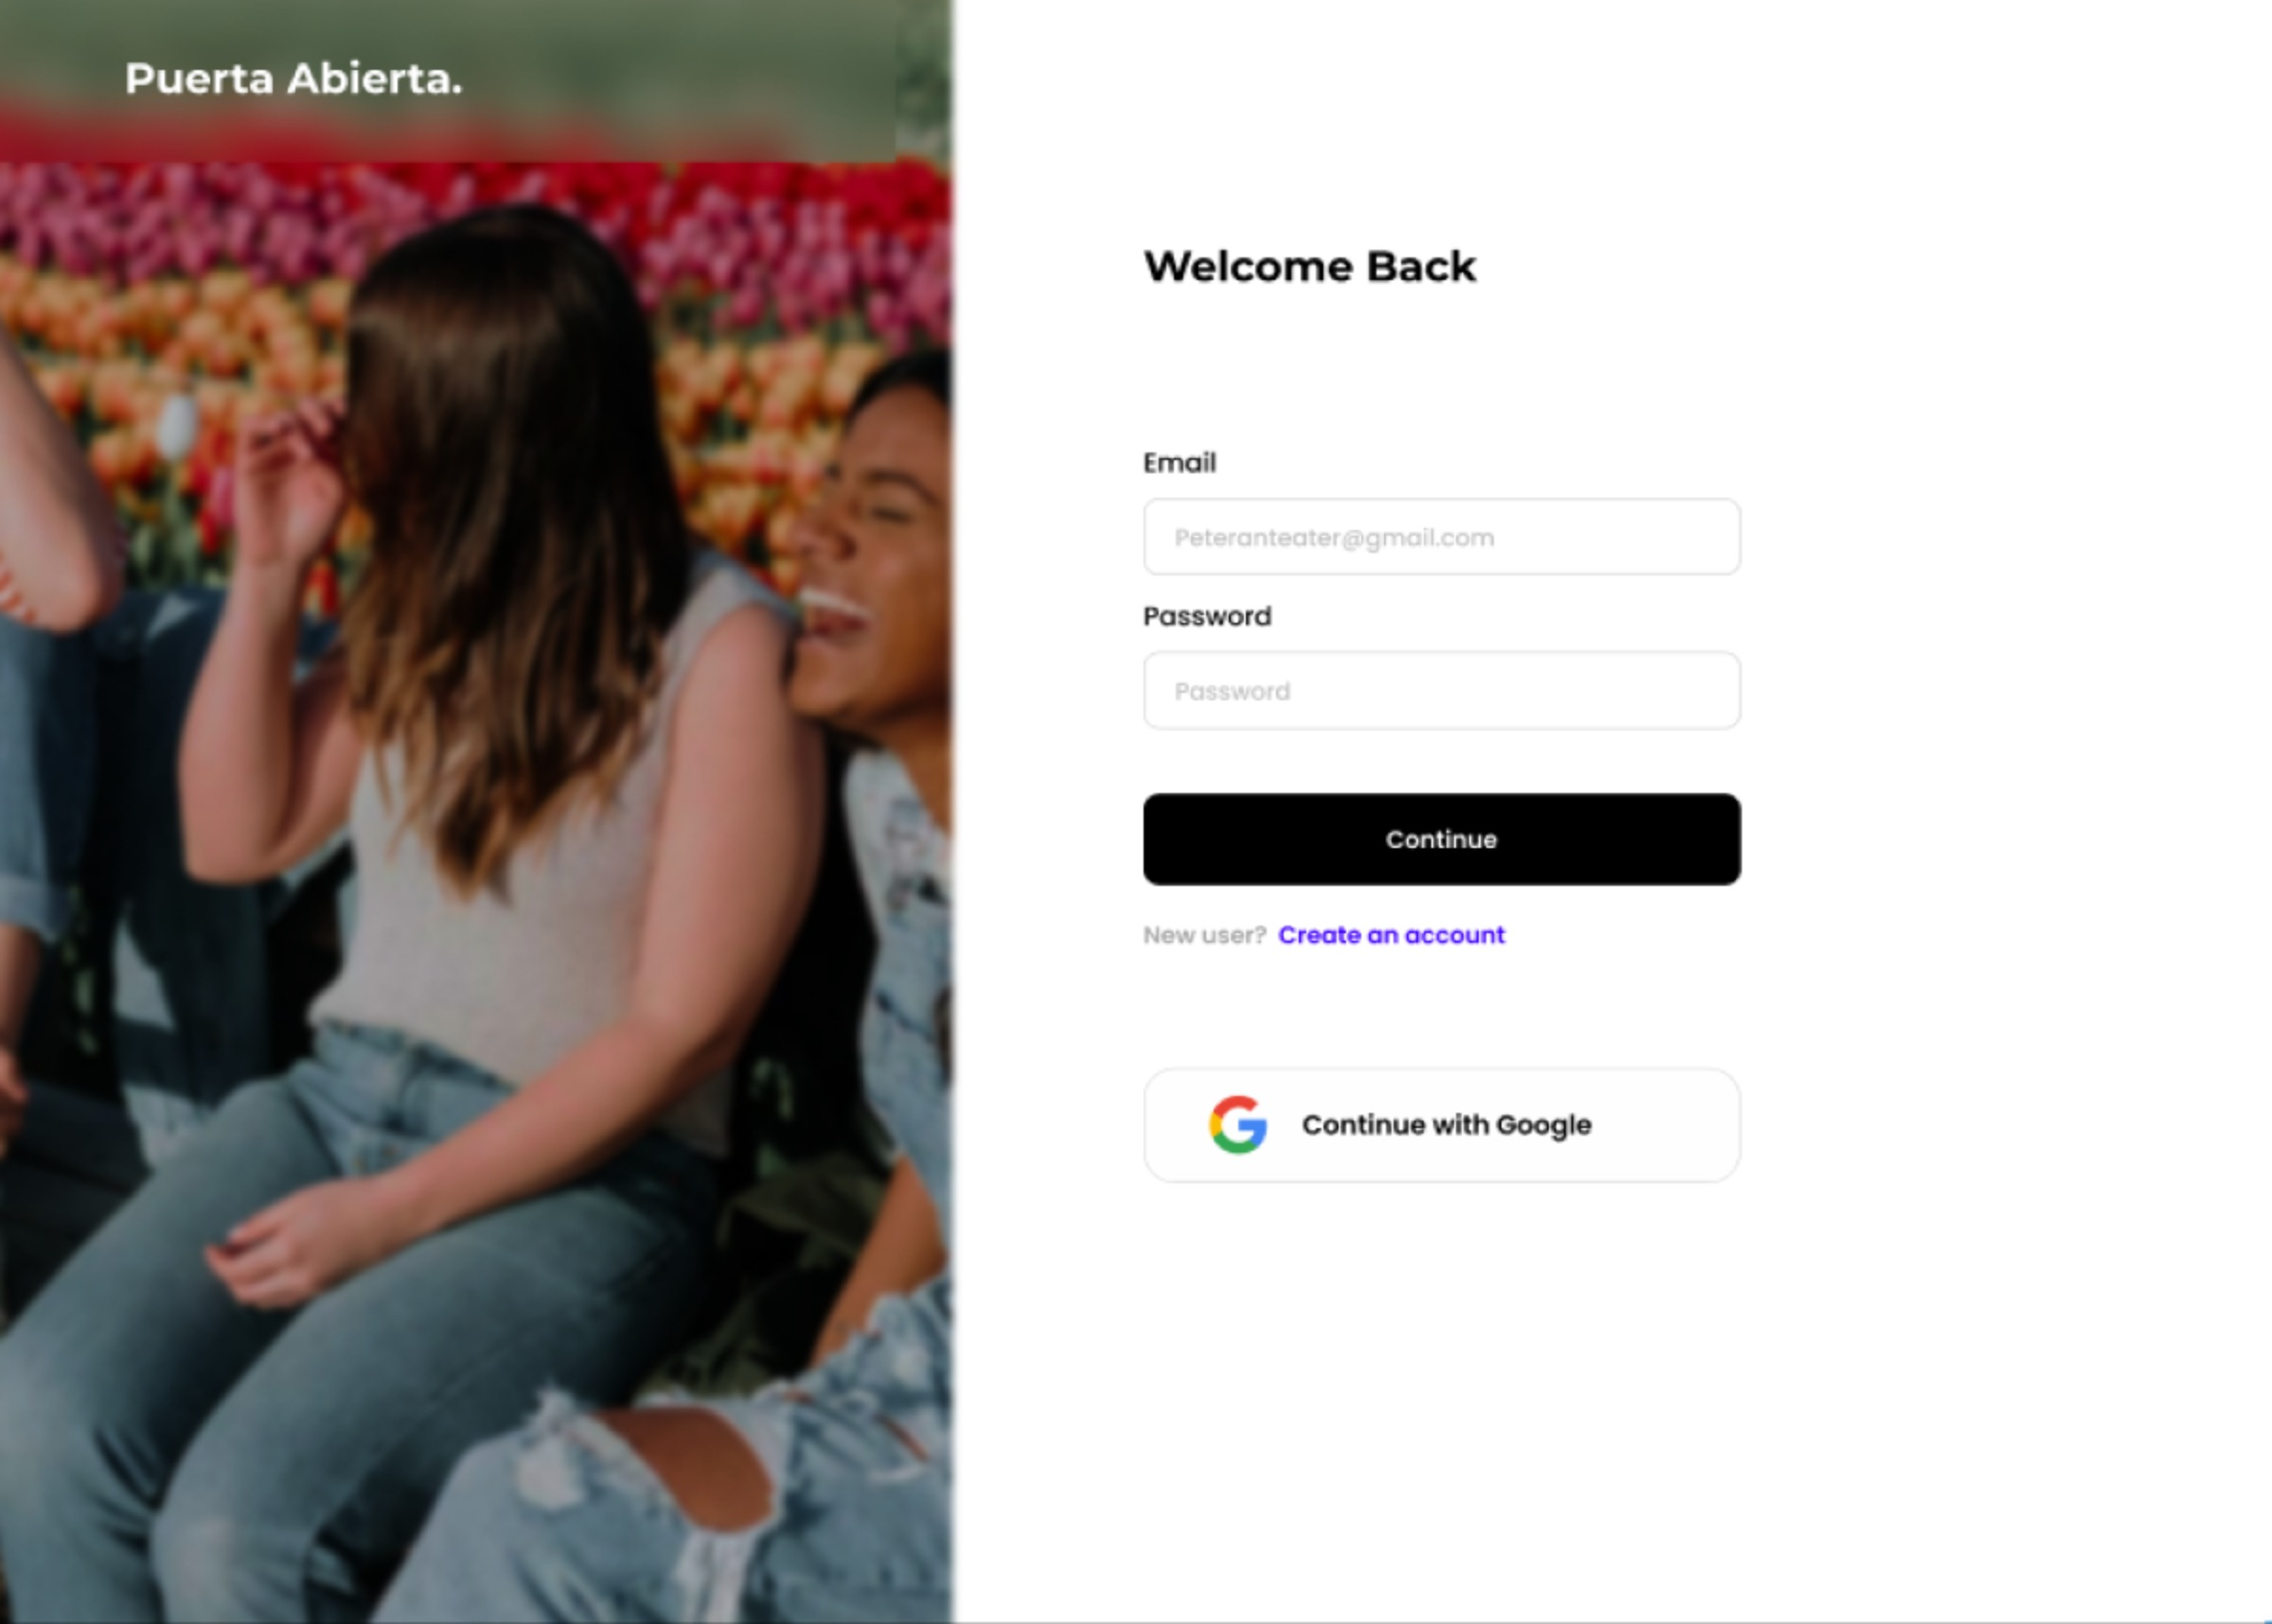 Puerta Abierta.
Welcome Back
Email
Peteranteater@gmail.com
Password
Password
Continue
New user? Create an account
Continue with Google